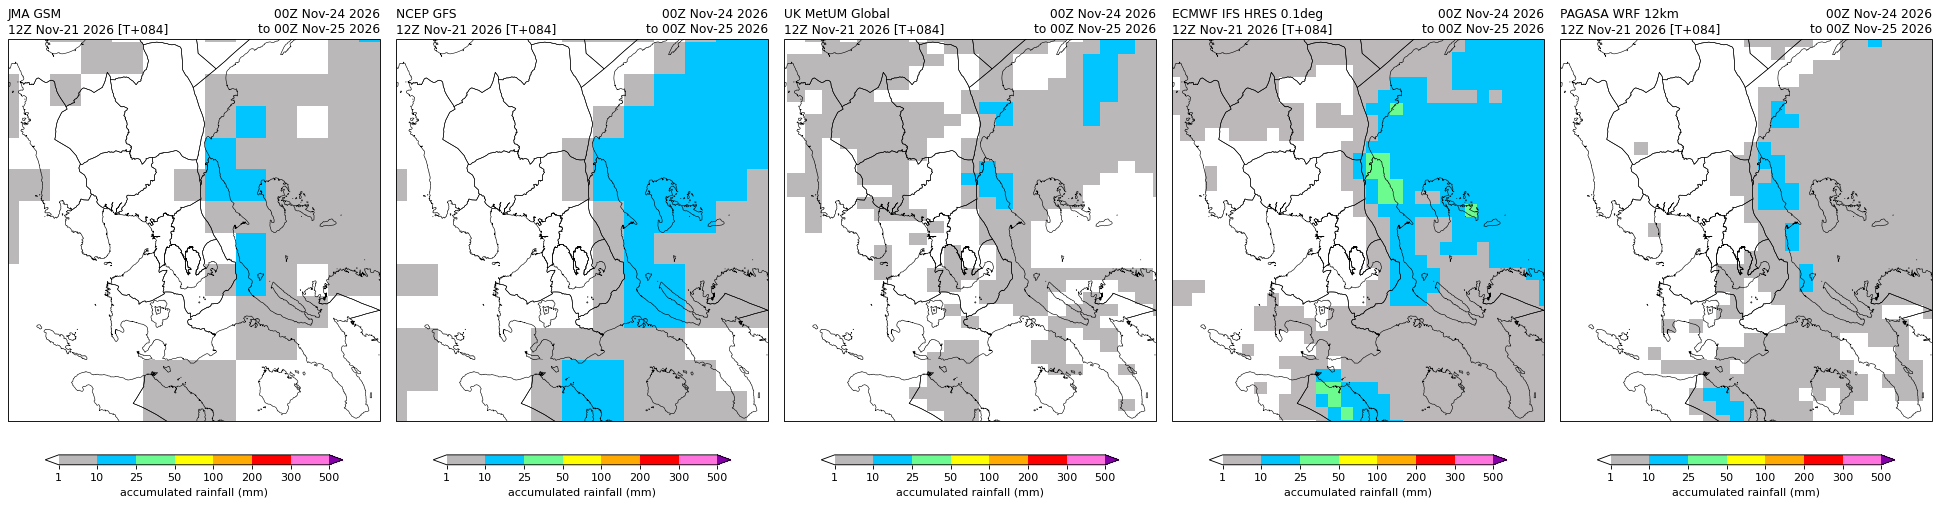 JMA GSM
00Z Nov-24 2026
12Z Nov-21 2026 [T+084]
to 00Z Nov-25 2026
NCEP GFS
00Z Nov-24 2026
12Z Nov-21 2026 [T+084]
to 00Z Nov-25 2026
UK MetUM Global
00Z Nov-24 2026
12Z Nov-21 2026 [T+084]
to 00Z Nov-25 2026
ECMWF IFS HRES 0.1deg
00Z Nov-24 2026
12Z Nov-21 2026 [T+084]
to 00Z Nov-25 2026
PAGASA WRF 12km
00Z Nov-24 2026
12Z Nov-21 2026 [T+084]
to 00Z Nov-25 2026
1 10 25 50 100 200 300 500
accumulated rainfall (mm)
1 10 25 50 100 200 300 500
accumulated rainfall (mm)
1 10 25 50 100 200 300 500
accumulated rainfall (mm)
1 10 25 50 100 200 300 500
accumulated rainfall (mm)
1 10 25 50 100 200 300 500
accumulated rainfall (mm)